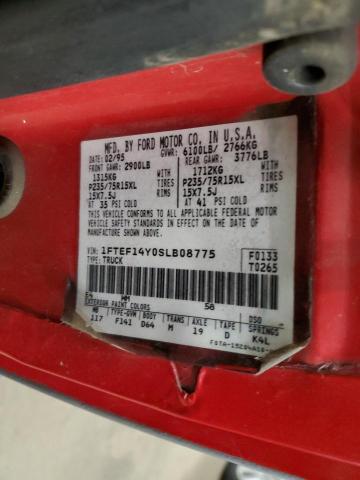 MFD. BY FORD MOTOR CO. IN U.S.A.
DATE: 02/95 GVWR: 6100LB/ 2766KG
FRONT GAWR: 2900LB REAR GAWR: 3776LB
1315KG 1712KG
P235/75R15XL TIRES P235/75R15XL TIRES
15X7.5J RIMS 15X7.5J RIMS
AT 35 PSI COLD AT 41 PSI COLD
THIS VEHICLE CONFORMS TO ALL APPLICABLE FEDERAL MOTOR VEHICLE SAFETY STANDARDS IN EFFECT ON THE DATE OF MANUFACTURE SHOWN ABOVE.
VIN: 1FTEF14Y0SLB08775
TYPE: TRUCK
F0133
T0265
E4 WM 58
EXTERIOR PAINT COLORS DSO
WB TYPE-GVW BODY TRANS AXLE SPRINGS
117 F141 D64 M 19 D K4L